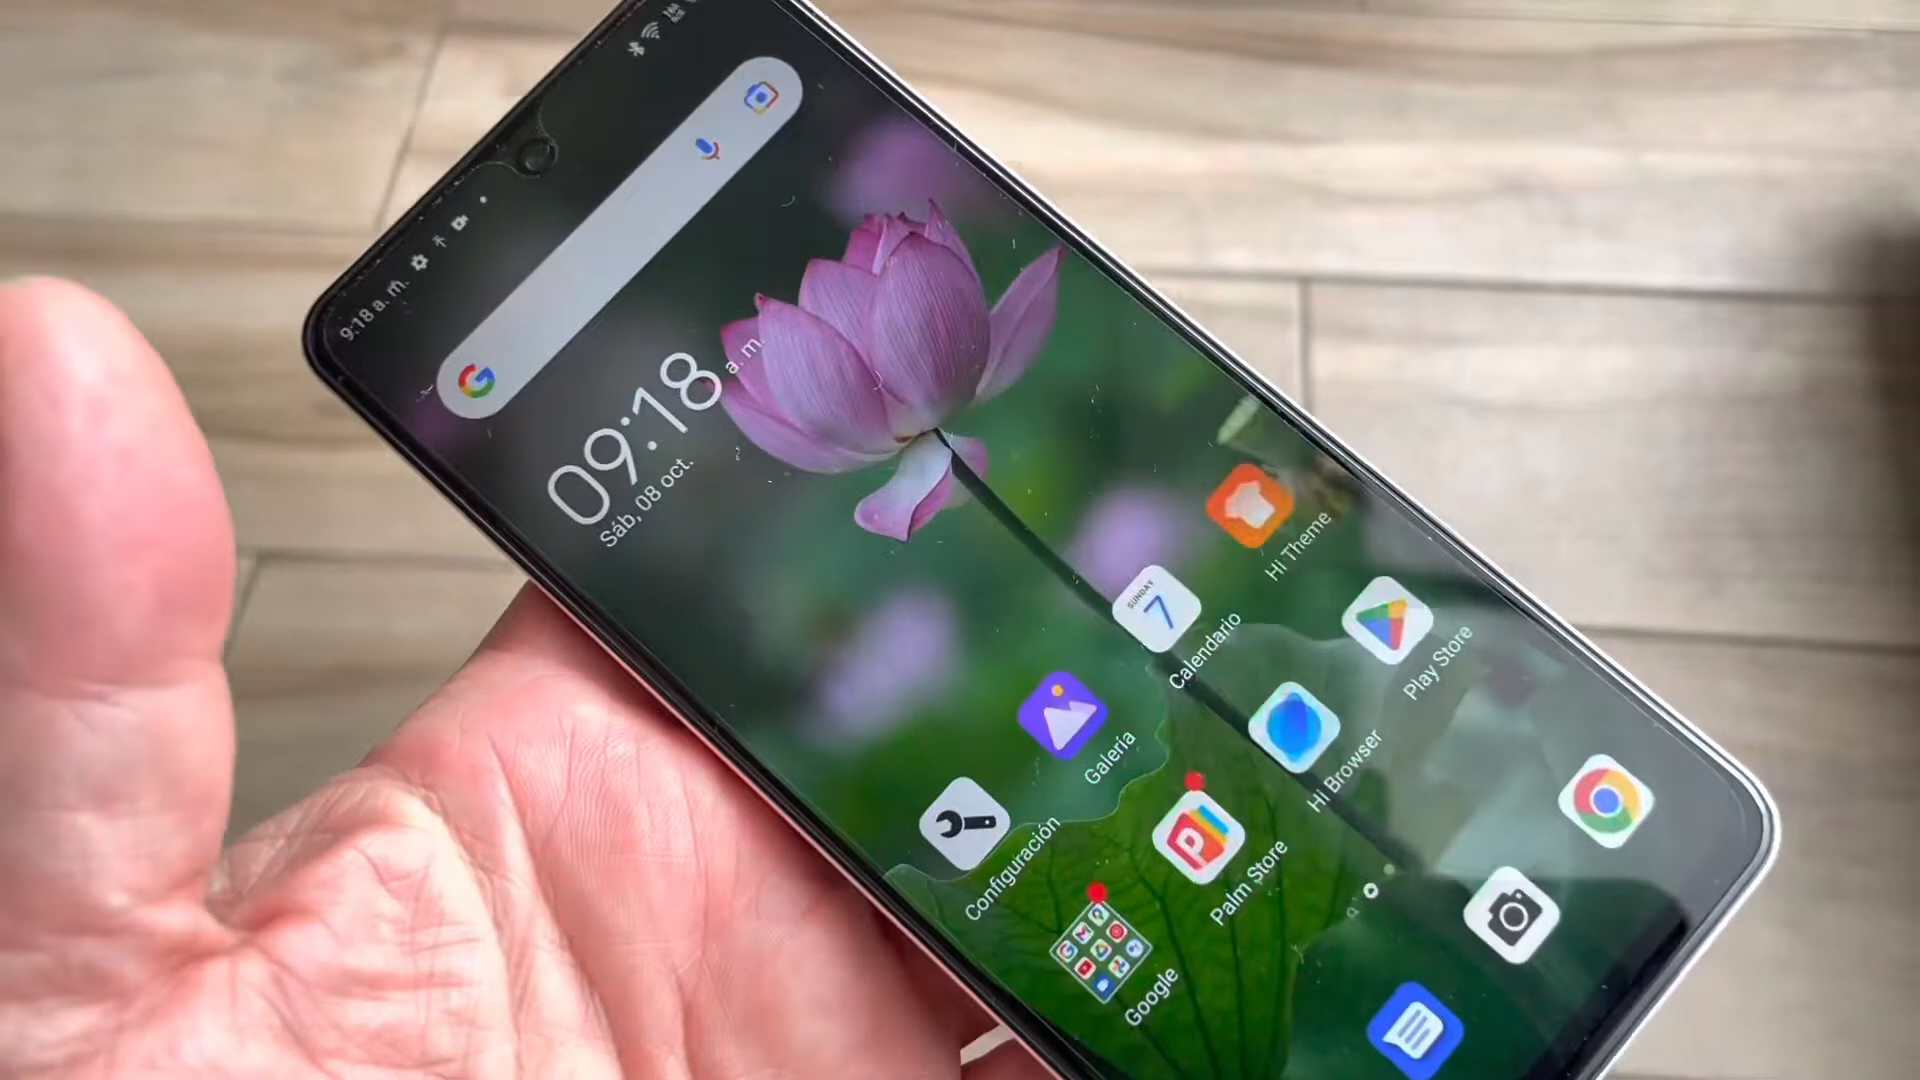 9:18 a. m.
09:18 a. m.
Sáb, 08 oct.
Hi Theme
SUNDAY
7
Calendario
Play Store
Galería
Hi Browser
Configuración
Palm Store
Google